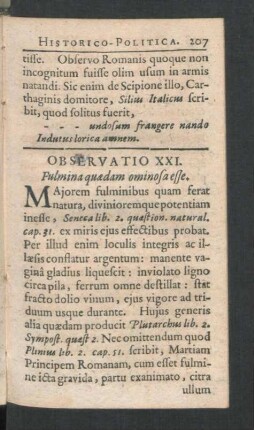 HISTORICO-POLITICA. 207
tisse. Observo Romanis quoque non
incognitum fuisse olim usum in armis
natandi. Sic enim de Scipione illo, Car-
thaginis domitore, Silius Italicus scri-
bit, quod solitus fuerit,
- - - undosum frangere nando
Indutus lorica amnem.
OBSERVATIO XXI.
Fulmina quædam ominosa esse.
MAjorem fulminibus quam ferat
natura, divinioremque potentiam
inesse, Seneca lib. 2. quæstion. natural.
cap. 31. ex miris ejus effectibus probat.
Per illud enim loculis integris ac il-
læsis conflatur argentum: manente va-
ginâ gladius liquescit: inviolato ligno
circa pila, ferrum omne destillat: stat
fracto dolio vinum, ejus vigore ad tri-
duum usque durante. Hujus generis
alia quædam producit Plutarchus lib. 2.
Sympos. quæst 2. Nec omittendum quod
Plinius lib. 2. cap. 51. scribit, Martiam
Principem Romanam, cum esset fulmi-
ne icta gravida, partu exanimato, citra
ullum